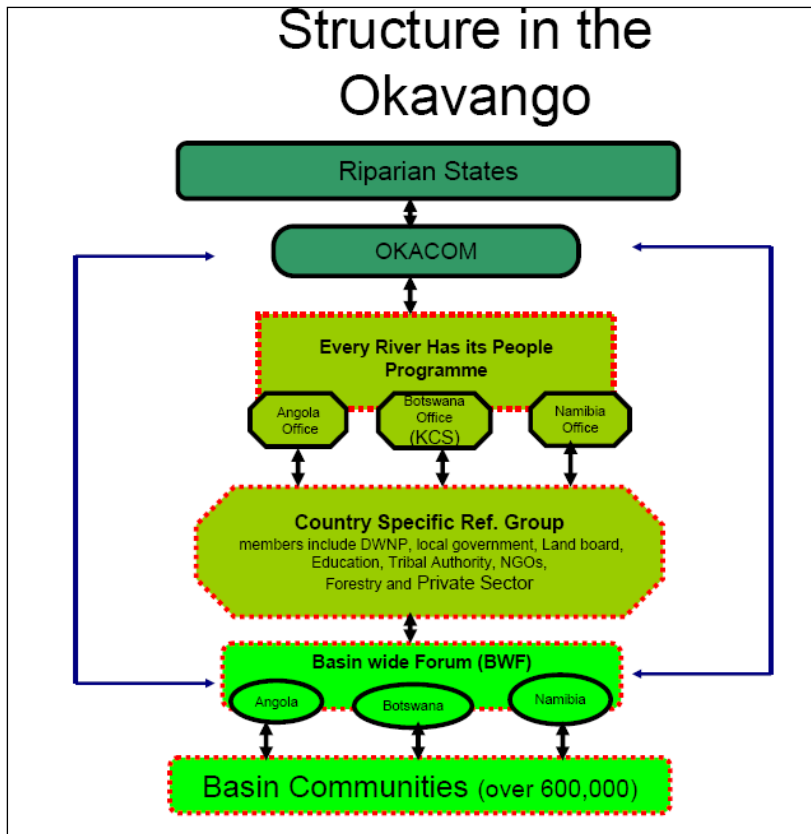 Structure in the
Okavango
Riparian States
OKACOM
Every River Has its People
Programme
Angola
Office
Botswana
Office
(KCS)
Namibia
Office
Country Specific Ref. Group
members include DWNP, local government, Land board,
Education, Tribal Authority, NGOs,
Forestry and Private Sector
Basin wide Forum (BWF)
Angola
Botswana
Namibia
Basin Communities (over 600,000)